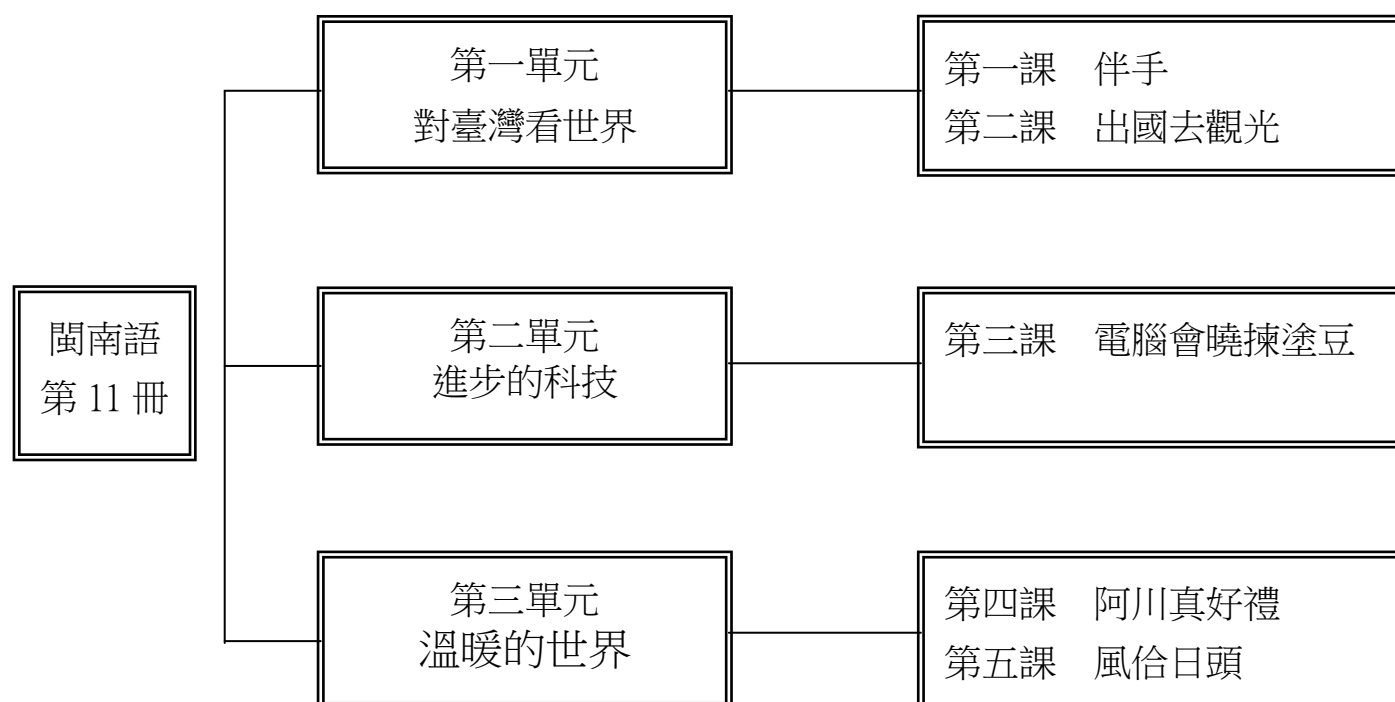 閩南語
第 11 冊
第一單元
對臺灣看世界
第一課　伴手
第二課　出國去觀光
第二單元
進步的科技
第三課　電腦會曉揀塗豆
第三單元
溫暖的世界
第四課　阿川真好禮
第五課　風佮日頭